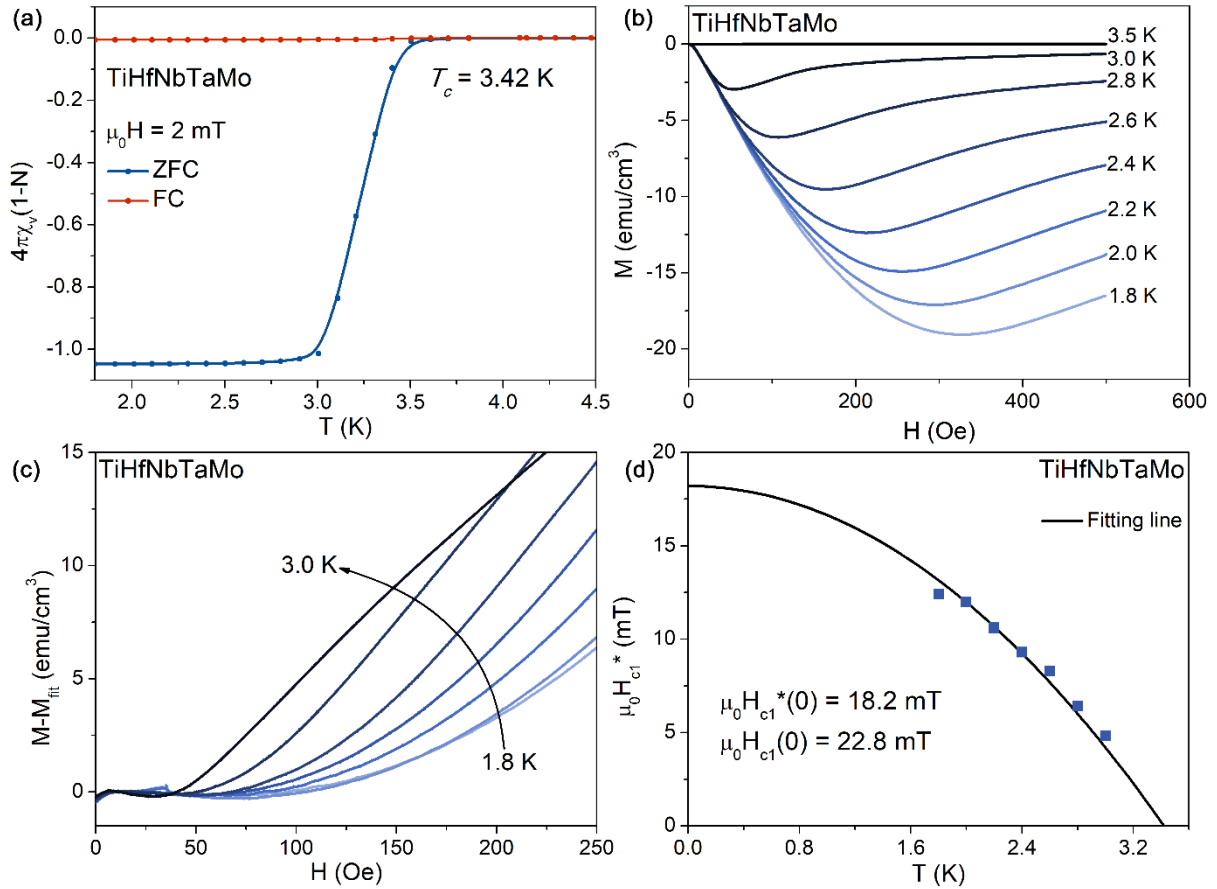 (a)
TiHfNbTaMo
μ₀H = 2 mT
ZFC
FC
T_c = 3.42 K
0.0
-0.2
-0.4
-0.6
-0.8
-1.0
4πχᵥ(1-N)
2.0 2.5 3.0 3.5 4.0 4.5
T (K)
(b)
TiHfNbTaMo
3.5 K
3.0 K
2.8 K
2.6 K
2.4 K
2.2 K
2.0 K
1.8 K
0
-5
-10
-15
-20
M (emu/cm³)
0 200 400 600
H (Oe)
(c)
TiHfNbTaMo
3.0 K
1.8 K
15
10
5
0
M-M_fit (emu/cm³)
0 50 100 150 200 250
H (Oe)
(d)
TiHfNbTaMo
Fitting line
μ₀H_c1*(0) = 18.2 mT
μ₀H_c1(0) = 22.8 mT
20
15
10
5
0
μ₀H_c1* (mT)
0.0 0.8 1.6 2.4 3.2
T (K)